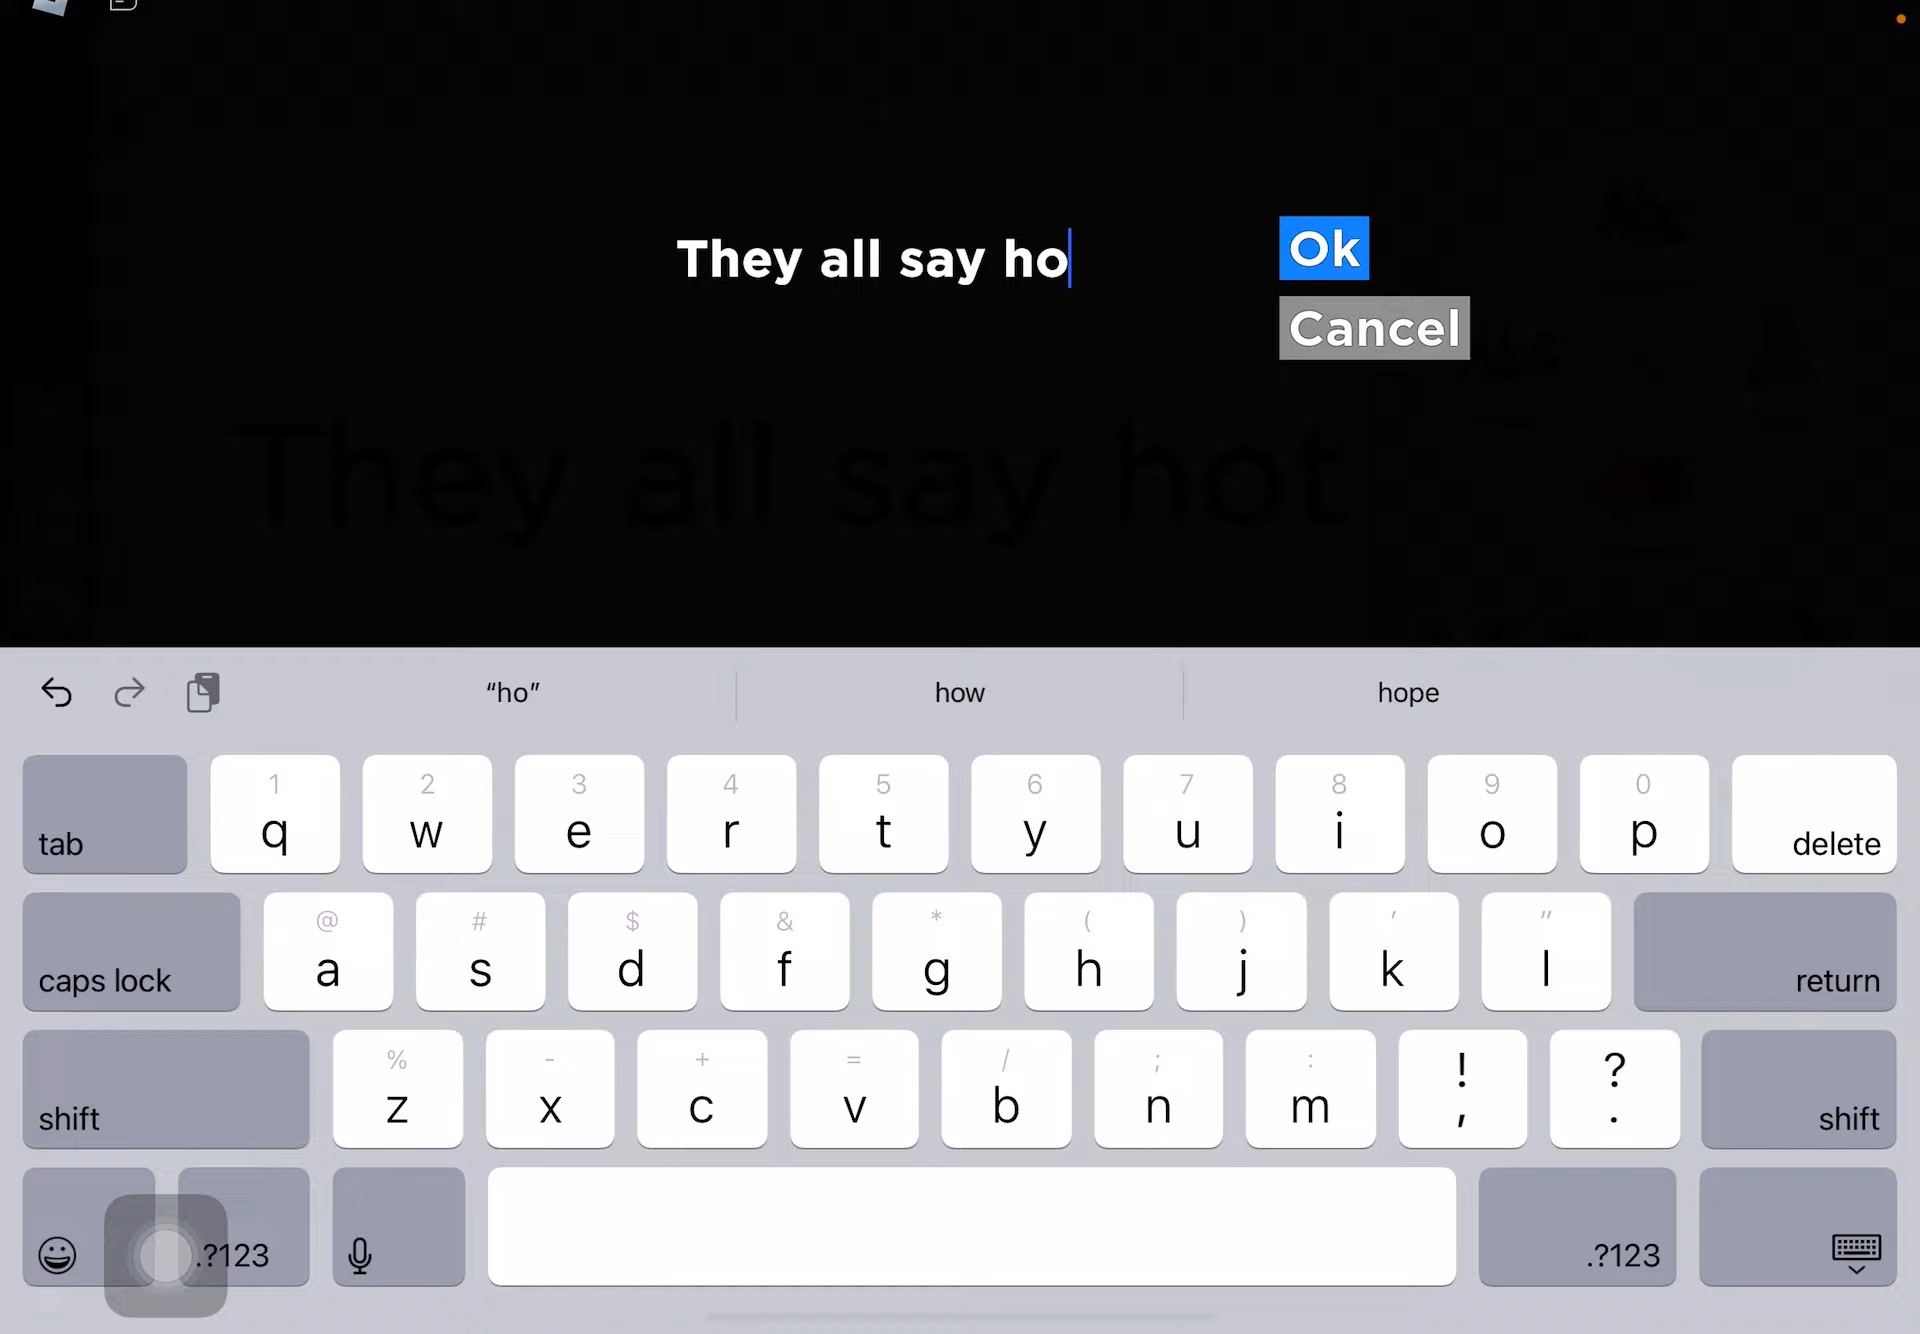 They all say ho
Ok
Cancel
They all say hot
“ho” how hope
1 2 3 4 5 6 7 8 9 0
tab q w e r t y u i o p delete
@ # $ & * ( ) ' "
caps lock a s d f g h j k l return
% - + = / ; : ! ?
shift z x c v b n m , . shift
.?123 .?123